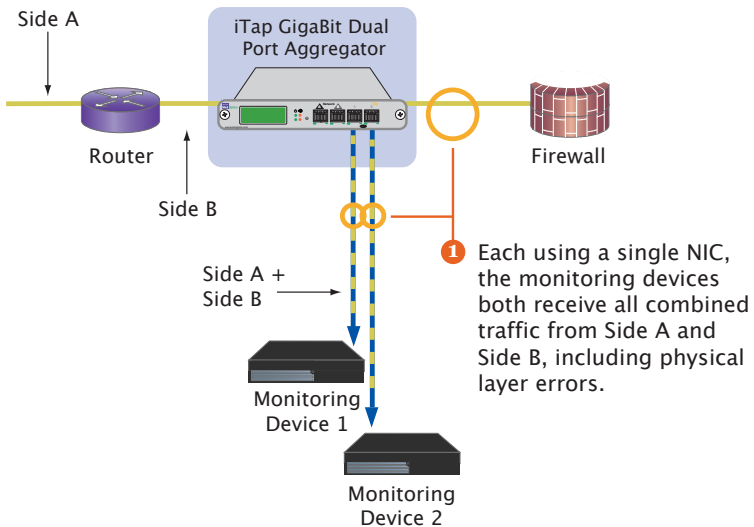 Side A
iTap GigaBit Dual
Port Aggregator
Router
Firewall
Side B
1
Each using a single NIC,
the monitoring devices
both receive all combined
traffic from Side A and
Side B, including physical
layer errors.
Side A +
Side B
Monitoring
Device 1
Monitoring
Device 2